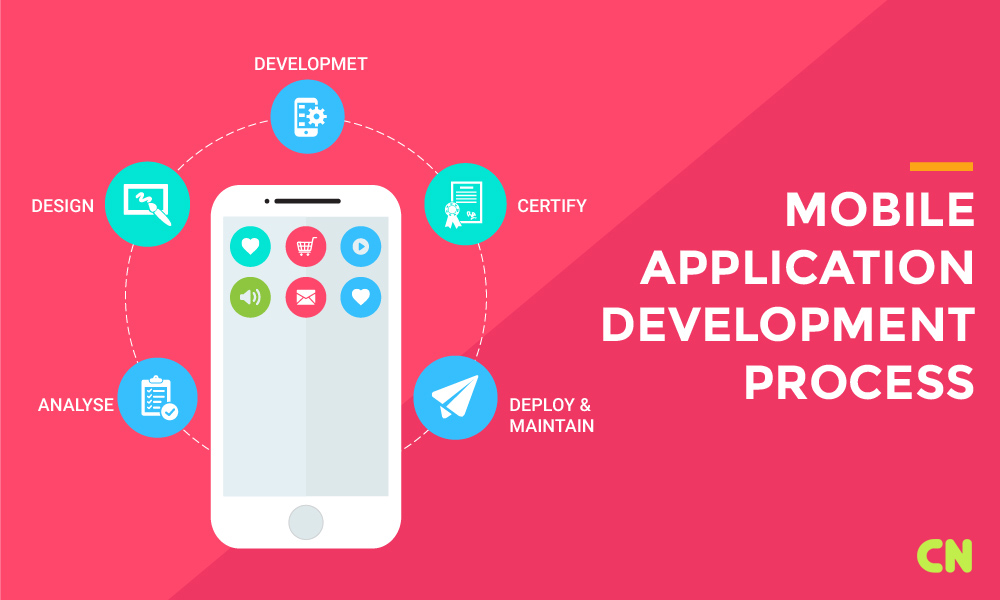 DEVELOPMET
DESIGN
CERTIFY
ANALYSE
DEPLOY &
MAINTAIN
MOBILE
APPLICATION
DEVELOPMENT
PROCESS
CN